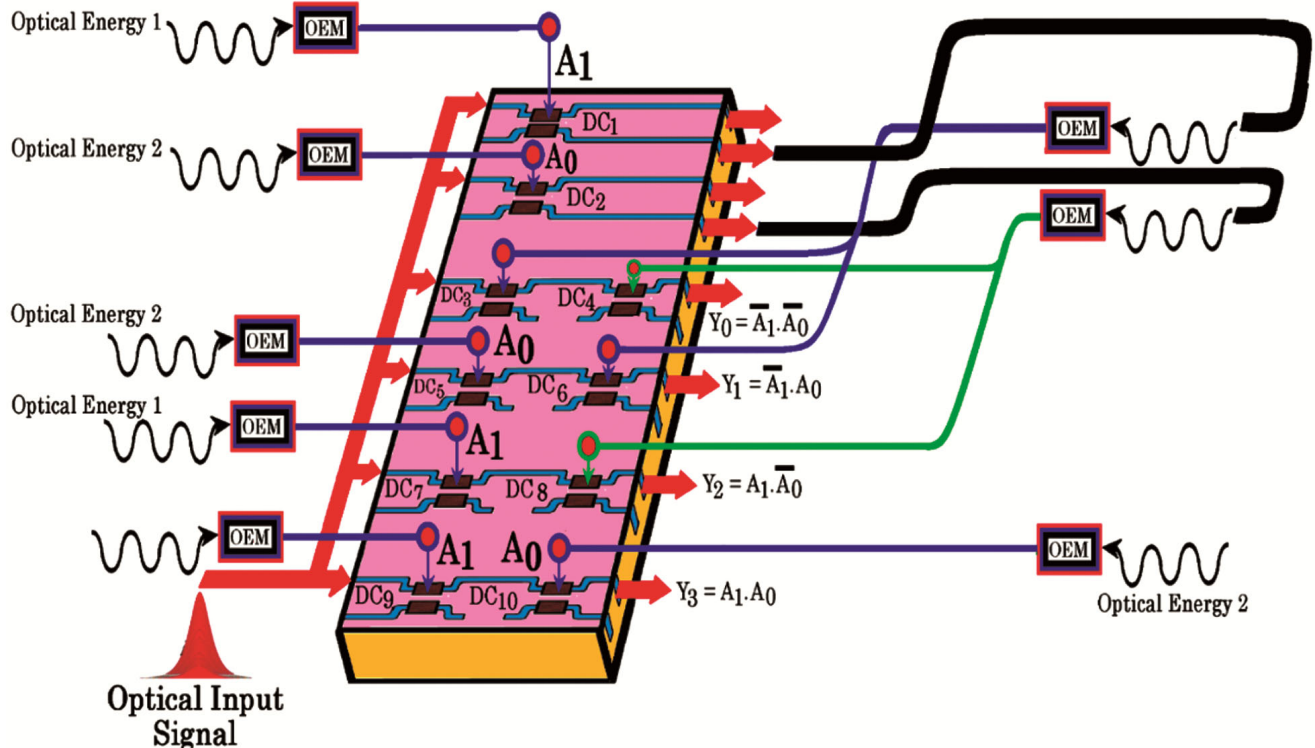 Optical Energy 1
OEM
A1
DC1
Optical Energy 2
OEM
A0
DC2
OEM
OEM
DC3
DC4
Y0 = A̅1.A̅0
Optical Energy 2
OEM
A0
DC5
DC6
Y1 = A̅1.A0
Optical Energy 1
OEM
A1
DC7
DC8
Y2 = A1.A̅0
OEM
A1
A0
OEM
DC9
DC10
Y3 = A1.A0
Optical Energy 2
Optical Input
Signal